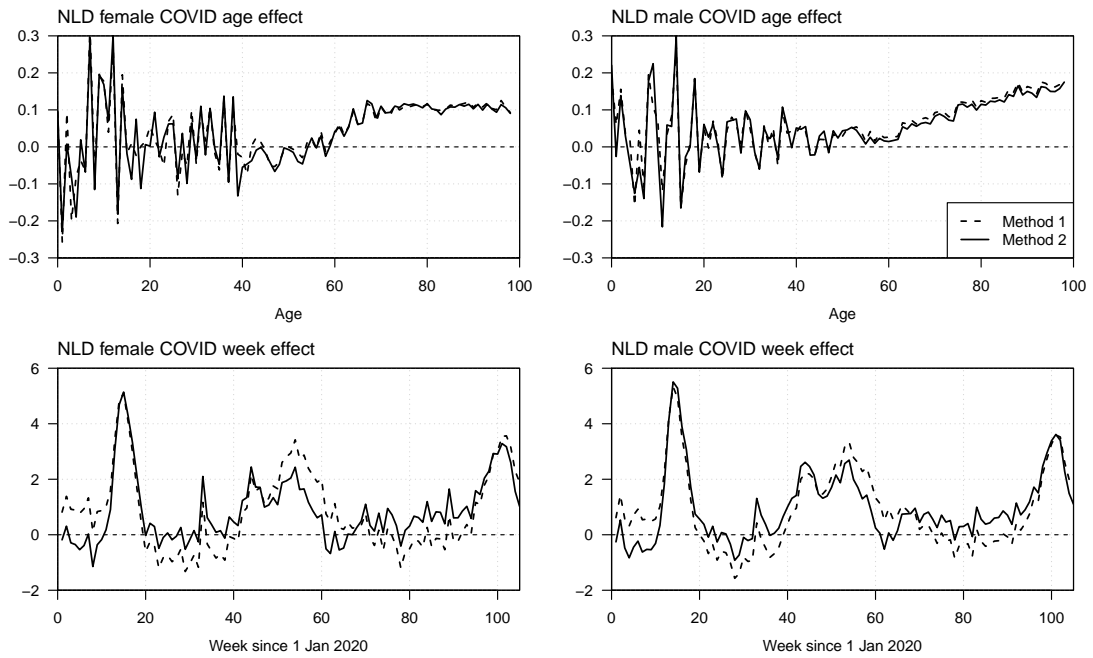 NLD female COVID age effect
0.3
0.2
0.1
0.0
−0.1
−0.2
−0.3
0 20 40 60 80 100
Age
NLD male COVID age effect
0.3
0.2
0.1
0.0
−0.1
−0.2
−0.3
Method 1
Method 2
0 20 40 60 80 100
Age
NLD female COVID week effect
6
4
2
0
−2
0 20 40 60 80 100
Week since 1 Jan 2020
NLD male COVID week effect
6
4
2
0
−2
0 20 40 60 80 100
Week since 1 Jan 2020